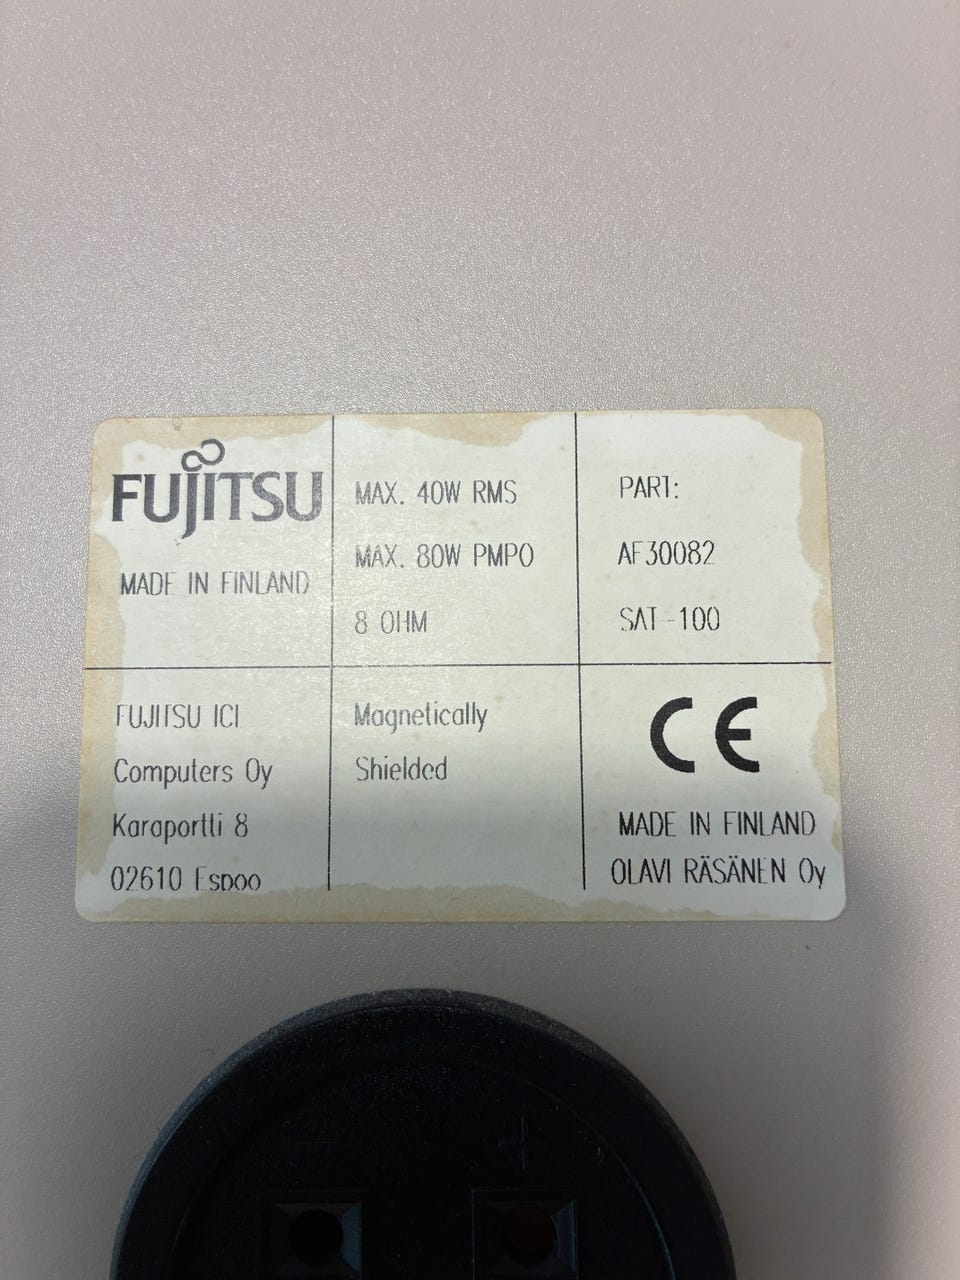 FUJITSU
MADE IN FINLAND
MAX. 40W RMS
MAX. 80W PMPO
8 OHM
PART:
AF30082
SAT-100
FUJITSU ICL
Computers Oy
Karaportti 8
02610 Espoo
Magnetically
Shielded
CE
MADE IN FINLAND
OLAVI RÄSÄNEN Oy
- +